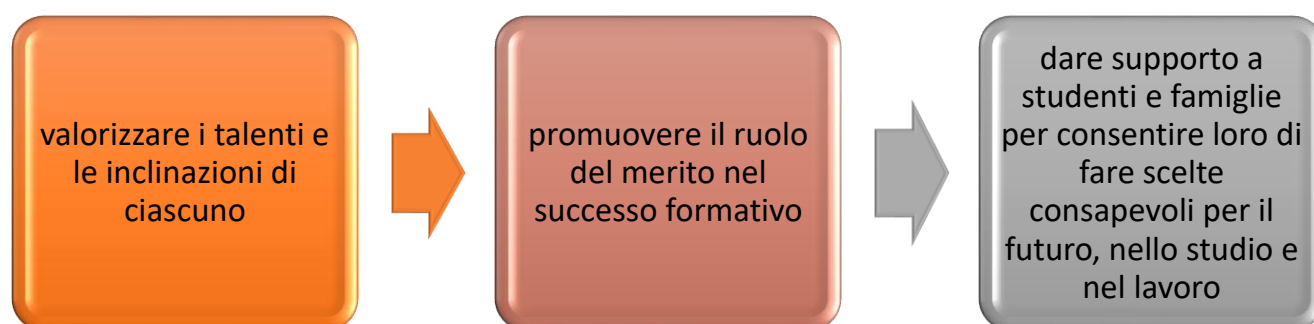 valorizzare i talenti e
le inclinazioni di
ciascuno
promuovere il ruolo
del merito nel
successo formativo
dare supporto a
studenti e famiglie
per consentire loro di
fare scelte
consapevoli per il
futuro, nello studio e
nel lavoro